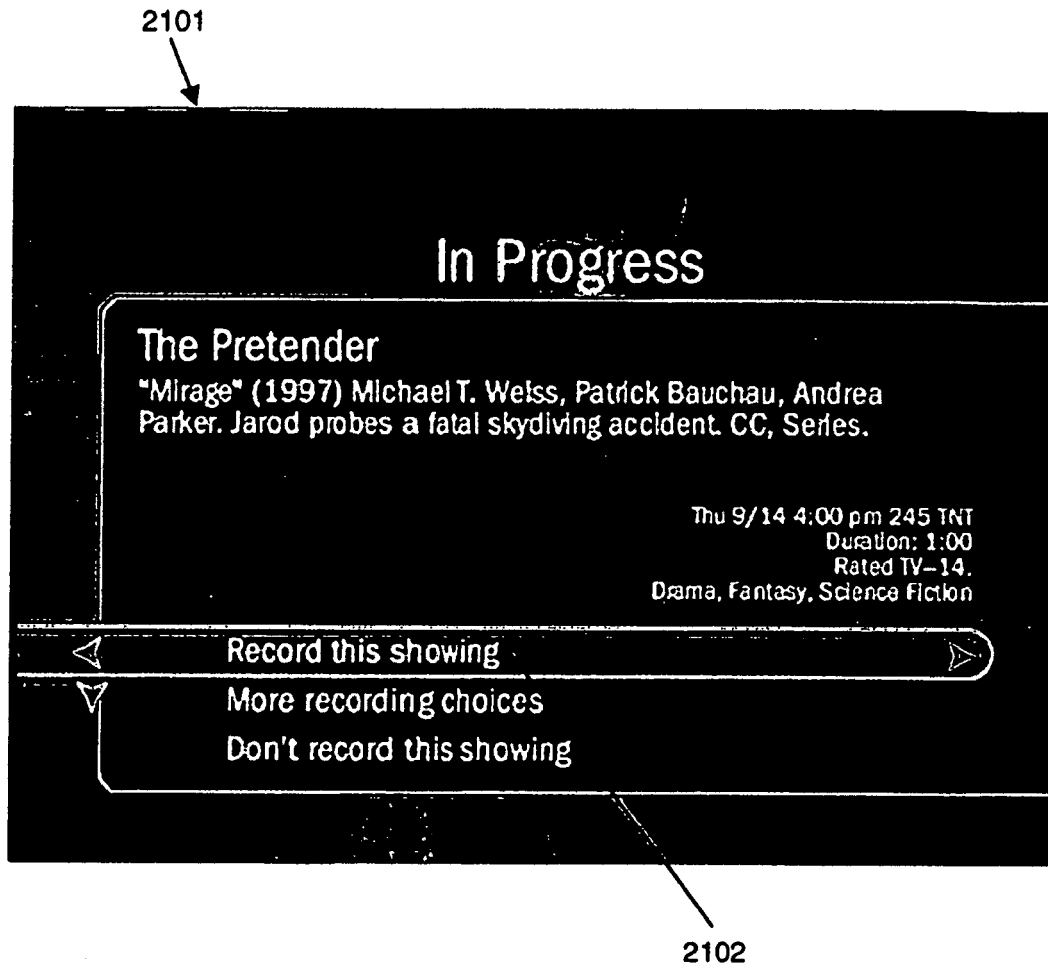 2101
In Progress
The Pretender
"Mirage" (1997) Michael T. Weiss, Patrick Bauchau, Andrea
Parker. Jarod probes a fatal skydiving accident. CC, Series.
Thu 9/14 4:00 pm 245 TNT
Duration: 1:00
Rated TV-14.
Drama, Fantasy, Science Fiction
Record this showing
More recording choices
Don't record this showing
2102